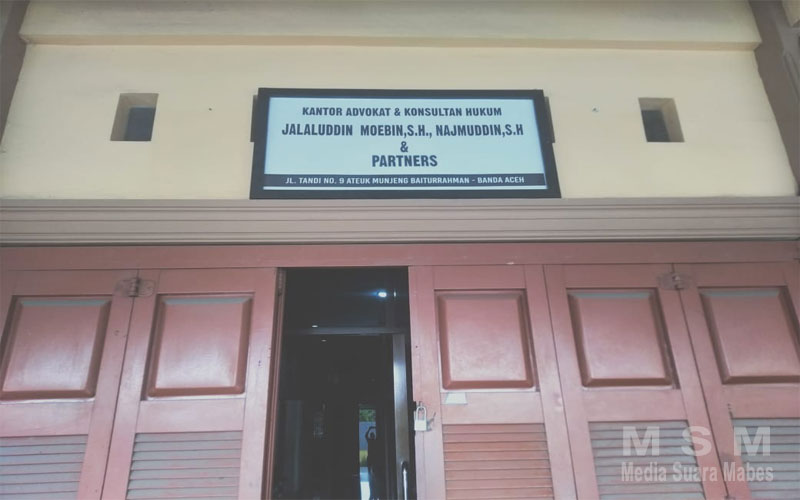 KANTOR ADVOKAT & KONSULTAN HUKUM
JALALUDDIN MOEBIN,S.H., NAJMUDDIN,S.H
&
PARTNERS
JL. TANDI NO. 9 ATEUK MUNJENG BAITURRAHMAN - BANDA ACEH
M S M
Media Suara Mabes